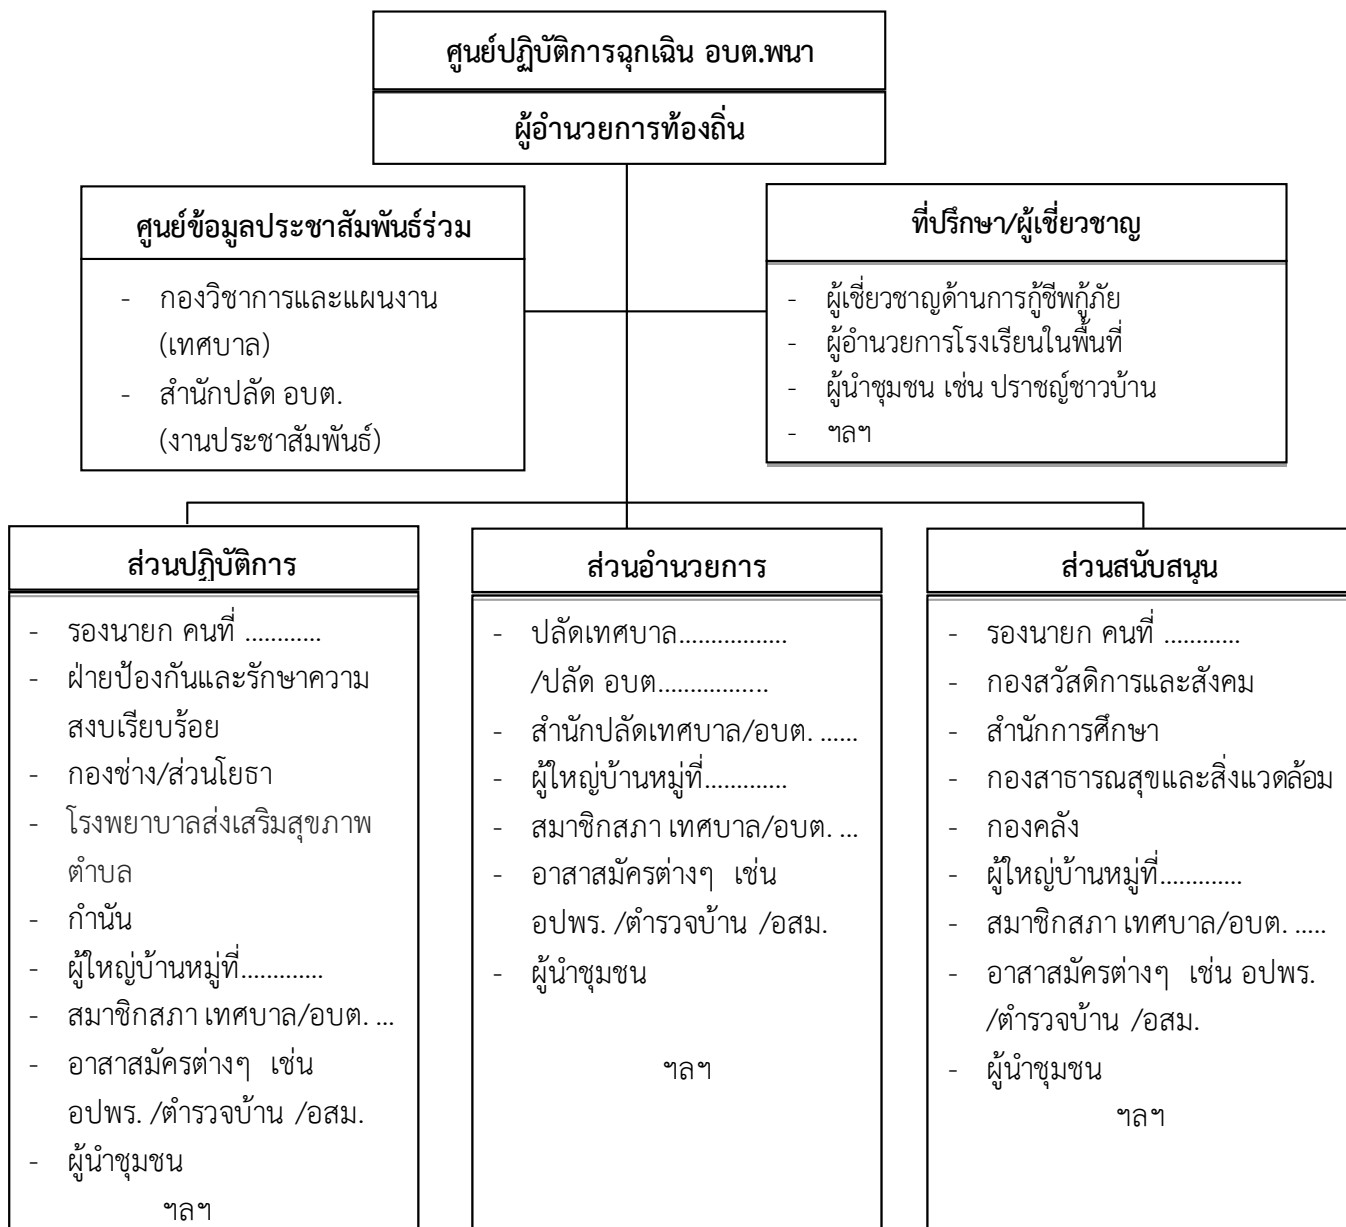 ศูนย์ปฏิบัติการฉุกเฉิน อบต.พนา
ผู้อำนวยการท้องถิ่น
ศูนย์ข้อมูลประชาสัมพันธ์ร่วม
- กองวิชาการและแผนงาน
(เทศบาล)
- สำนักปลัด อบต.
(งานประชาสัมพันธ์)
ที่ปรึกษา/ผู้เชี่ยวชาญ
- ผู้เชี่ยวชาญด้านการกู้ชีพกู้ภัย
- ผู้อำนวยการโรงเรียนในพื้นที่
- ผู้นำชุมชน เช่น ปราชญ์ชาวบ้าน
- ฯลฯ
ส่วนปฏิบัติการ
- รองนายก คนที่ ............
- ฝ่ายป้องกันและรักษาความ
สงบเรียบร้อย
- กองช่าง/ส่วนโยธา
- โรงพยาบาลส่งเสริมสุขภาพ
ตำบล
- กำนัน
- ผู้ใหญ่บ้านหมู่ที่.............
- สมาชิกสภา เทศบาล/อบต. ...
- อาสาสมัครต่างๆ เช่น
อปพร. /ตำรวจบ้าน /อสม.
- ผู้นำชุมชน
ฯลฯ
ส่วนอำนวยการ
- ปลัดเทศบาล.................
/ปลัด อบต.................
- สำนักปลัดเทศบาล/อบต. ......
- ผู้ใหญ่บ้านหมู่ที่.............
- สมาชิกสภา เทศบาล/อบต. ...
- อาสาสมัครต่างๆ เช่น
อปพร. /ตำรวจบ้าน /อสม.
- ผู้นำชุมชน
ฯลฯ
ส่วนสนับสนุน
- รองนายก คนที่ ............
- กองสวัสดิการและสังคม
- สำนักการศึกษา
- กองสาธารณสุขและสิ่งแวดล้อม
- กองคลัง
- ผู้ใหญ่บ้านหมู่ที่.............
- สมาชิกสภา เทศบาล/อบต. .....
- อาสาสมัครต่างๆ เช่น อปพร.
/ตำรวจบ้าน /อสม.
- ผู้นำชุมชน
ฯลฯ